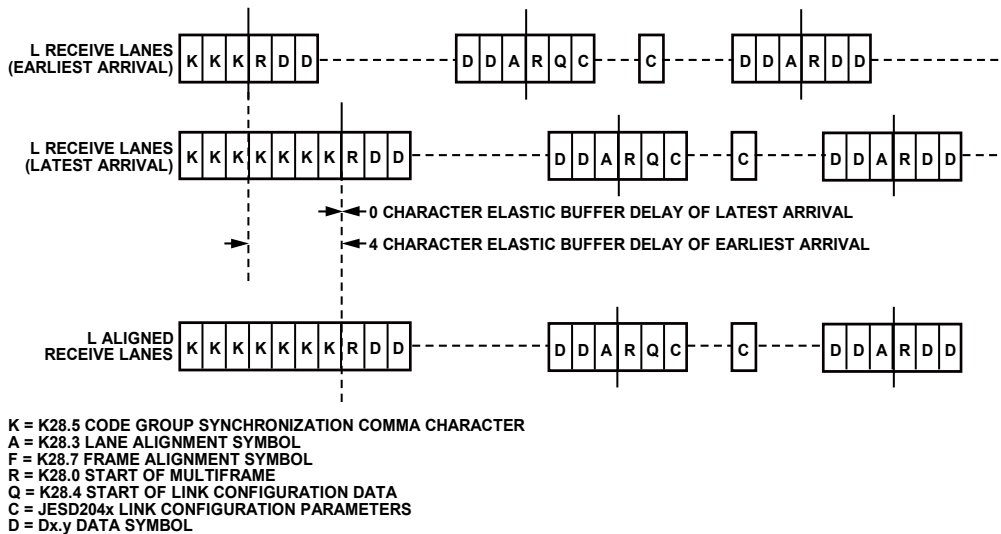 L RECEIVE LANES
(EARLIEST ARRIVAL)
K K K R D D
D D A R Q C
C
D D A R D D
L RECEIVE LANES
(LATEST ARRIVAL)
K K K K K K K R D D
D D A R Q C
C
D D A R D D
0 CHARACTER ELASTIC BUFFER DELAY OF LATEST ARRIVAL
4 CHARACTER ELASTIC BUFFER DELAY OF EARLIEST ARRIVAL
L ALIGNED
RECEIVE LANES
K K K K K K K R D D
D D A R Q C
C
D D A R D D
K = K28.5 CODE GROUP SYNCHRONIZATION COMMA CHARACTER
A = K28.3 LANE ALIGNMENT SYMBOL
F = K28.7 FRAME ALIGNMENT SYMBOL
R = K28.0 START OF MULTIFRAME
Q = K28.4 START OF LINK CONFIGURATION DATA
C = JESD204x LINK CONFIGURATION PARAMETERS
D = Dx.y DATA SYMBOL